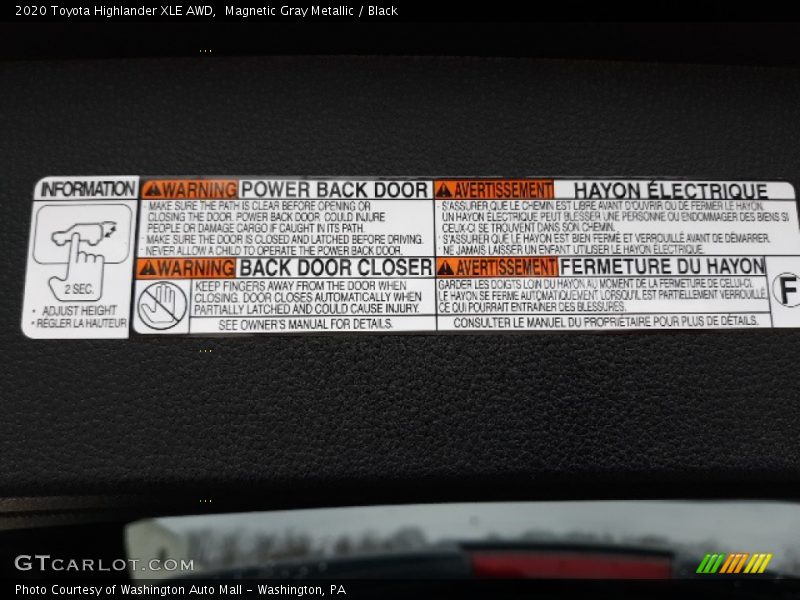 2020 Toyota Highlander XLE AWD,  Magnetic Gray Metallic / Black
INFORMATION
2 SEC.
· ADJUST HEIGHT
· RÉGLER LA HAUTEUR
WARNING POWER BACK DOOR
MAKE SURE THE PATH IS CLEAR BEFORE OPENING OR
CLOSING THE DOOR. POWER BACK DOOR COULD INJURE
PEOPLE OR DAMAGE CARGO IF CAUGHT IN ITS PATH.
MAKE SURE THE DOOR IS CLOSED AND LATCHED BEFORE DRIVING.
NEVER ALLOW A CHILD TO OPERATE THE POWER BACK DOOR.
WARNING BACK DOOR CLOSER
KEEP FINGERS AWAY FROM THE DOOR WHEN
CLOSING. DOOR CLOSES AUTOMATICALLY WHEN
PARTIALLY LATCHED AND COULD CAUSE INJURY.
SEE OWNER'S MANUAL FOR DETAILS.
AVERTISSEMENT HAYON ÉLECTRIQUE
· S'ASSURER QUE LE CHEMIN EST LIBRE AVANT D'OUVRIR OU DE FERMER LE HAYON.
UN HAYON ÉLECTRIQUE PEUT BLESSER UNE PERSONNE OU ENDOMMAGER DES BIENS SI
CEUX-CI SE TROUVENT DANS SON CHEMIN.
· S'ASSURER QUE LE HAYON EST BIEN FERMÉ ET VERROUILLÉ AVANT DE DÉMARRER.
· NE JAMAIS LAISSER UN ENFANT UTILISER LE HAYON ÉLECTRIQUE.
AVERTISSEMENT FERMETURE DU HAYON
GARDER LES DOIGTS LOIN DU HAYON AU MOMENT DE LA FERMETURE DE CELUI-CI.
LE HAYON SE FERME AUTOMATIQUEMENT LORSQU'IL EST PARTIELLEMENT VERROUILLÉ,
CE QUI POURRAIT ENTRAÎNER DES BLESSURES.
CONSULTER LE MANUEL DU PROPRIÉTAIRE POUR PLUS DE DÉTAILS.
F
GTCARLOT.COM
Photo Courtesy of Washington Auto Mall - Washington, PA